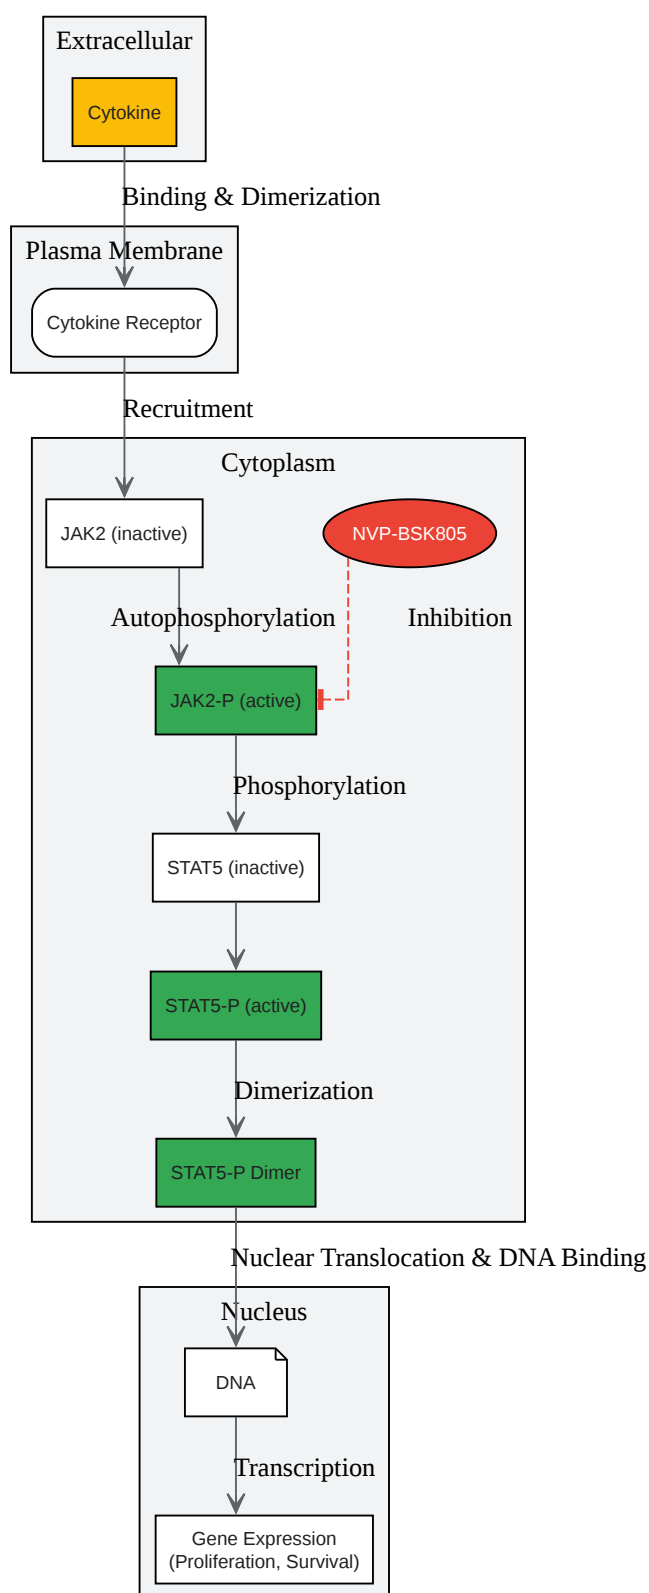 Extracellular
Cytokine
Binding & Dimerization
Plasma Membrane
Cytokine Receptor
Recruitment
Cytoplasm
JAK2 (inactive)
NVP-BSK805
Autophosphorylation
Inhibition
JAK2-P (active)
Phosphorylation
STAT5 (inactive)
STAT5-P (active)
Dimerization
STAT5-P Dimer
Nuclear Translocation & DNA Binding
Nucleus
DNA
Transcription
Gene Expression
(Proliferation, Survival)